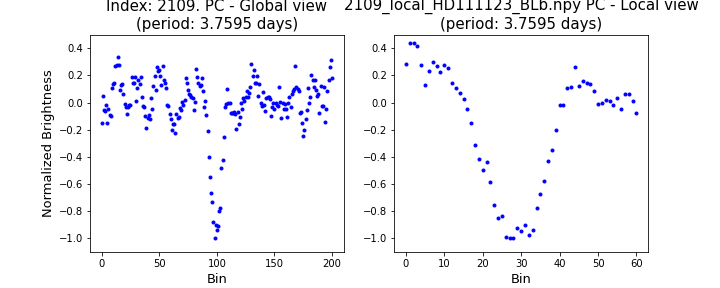 Index: 2109. PC - Global view
(period: 3.7595 days)
2109_local_HD111123_BLb.npy PC - Local view
(period: 3.7595 days)
Normalized Brightness
0.4
0.2
0.0
−0.2
−0.4
−0.6
−0.8
−1.0
0 50 100 150 200
Bin
0.4
0.2
0.0
−0.2
−0.4
−0.6
−0.8
−1.0
0 10 20 30 40 50 60
Bin